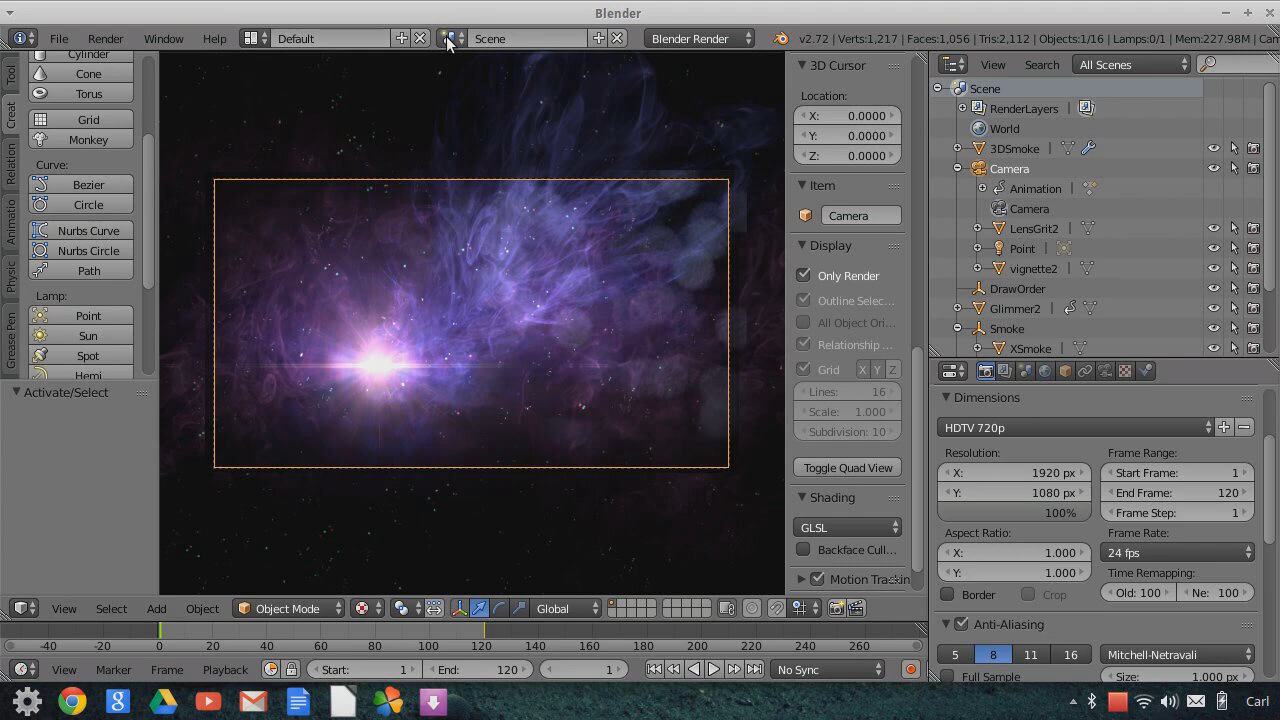 Blender
File Render Window Help Default Scene Blender Render v2.72 | Verts:1,217 | Faces:1,056 | Tris:2,112 | Objects:1/16 | Lamps:0/1 | Mem:227.98M | Cam
Tool
Creat
Relation
Animatio
Physic
Grease Pen
Cylinder
Cone
Torus
Grid
Monkey
Curve:
Bezier
Circle
Nurbs Curve
Nurbs Circle
Path
Lamp:
Point
Sun
Spot
Hemi
Activate/Select
3D Cursor
Location:
X: 0.0000
Y: 0.0000
Z: 0.0000
Item
Camera
Display
Only Render
Outline Selec...
All Object Ori...
Relationship ...
Grid X Y Z
Lines: 16
Scale: 1.000
Subdivision: 10
Toggle Quad View
Shading
GLSL
Backface Cull...
Motion Trackin
View Search All Scenes
Scene
RenderLayers |
World
3DSmoke |
Camera
Animation |
Camera
LensGrit2 |
Point |
vignette2 |
DrawOrder
Glimmer2 |
Smoke
XSmoke |
Dimensions
HDTV 720p
Resolution:
X: 1920 px
Y: 1080 px
100%
Aspect Ratio:
X: 1.000
Y: 1.000
Border Crop
Frame Range:
Start Frame: 1
End Frame: 120
Frame Step: 1
Frame Rate:
24 fps
Time Remapping:
Old: 100 Ne: 100
Anti-Aliasing
5 8 11 16 Mitchell-Netravali
Full Sample Size: 1.000 px
View Select Add Object Object Mode Global
-40 -20 0 20 40 60 80 100 120 140 160 180 200 220 240 260
View Marker Frame Playback Start: 1 End: 120 1 No Sync
Carl